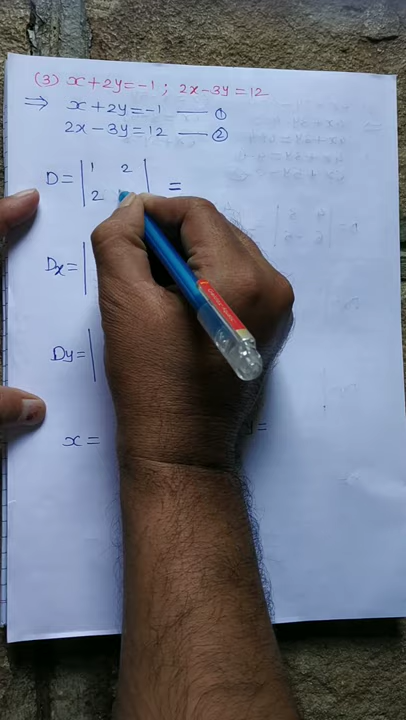 (3) x+2y=-1 ; 2x-3y=12
⇒ x+2y=-1 —— ①
2x-3y=12 —— ②
D= | 1 2 | =
| 2 |
Dx= |
Dy= |
x= =